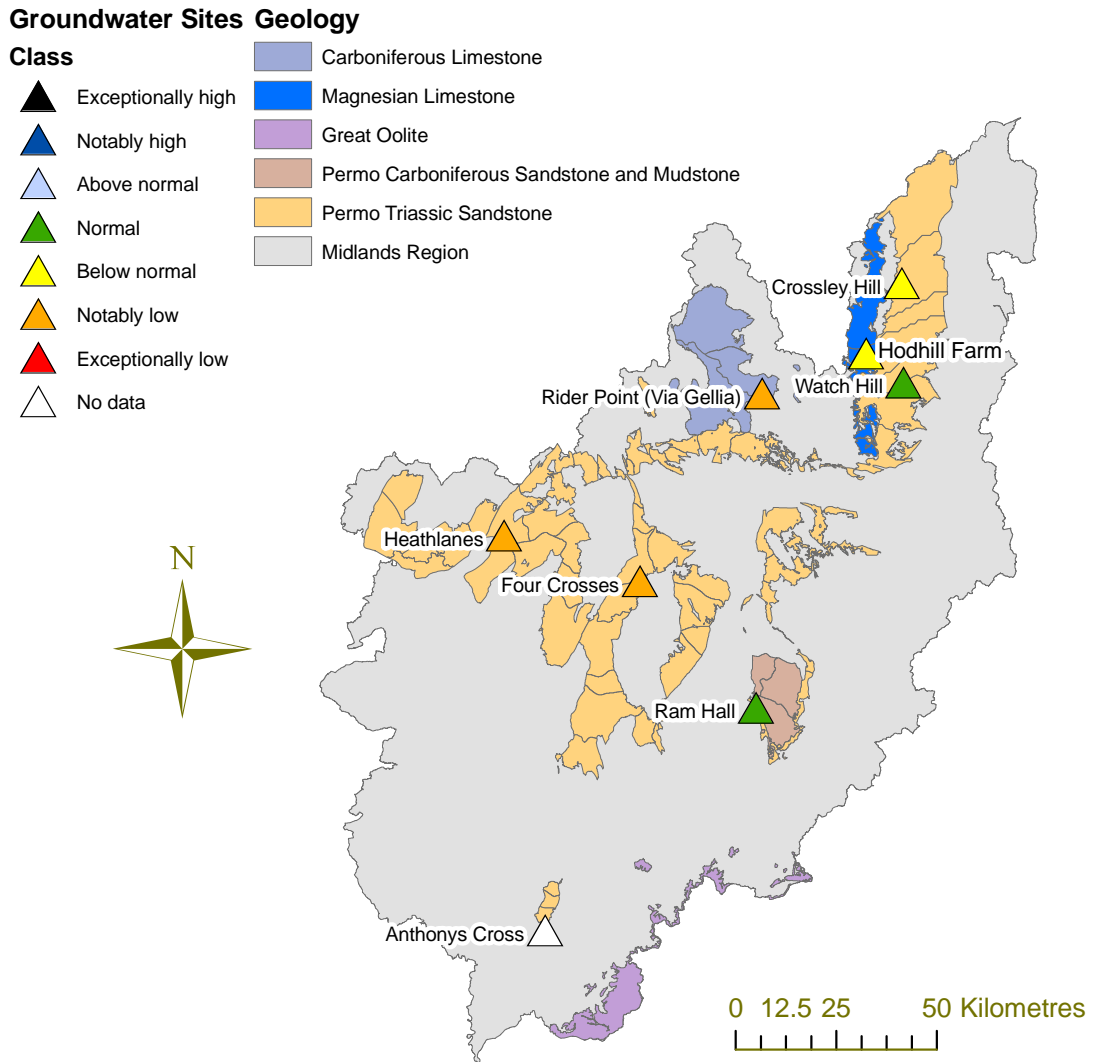 Groundwater Sites Geology
Class
Exceptionally high
Notably high
Above normal
Normal
Below normal
Notably low
Exceptionally low
No data
Carboniferous Limestone
Magnesian Limestone
Great Oolite
Permo Carboniferous Sandstone and Mudstone
Permo Triassic Sandstone
Midlands Region
Crossley Hill
Hodhill Farm
Watch Hill
Rider Point (Via Gellia)
Heathlanes
Four Crosses
N
Ram Hall
Anthonys Cross
0 12.5 25 50 Kilometres